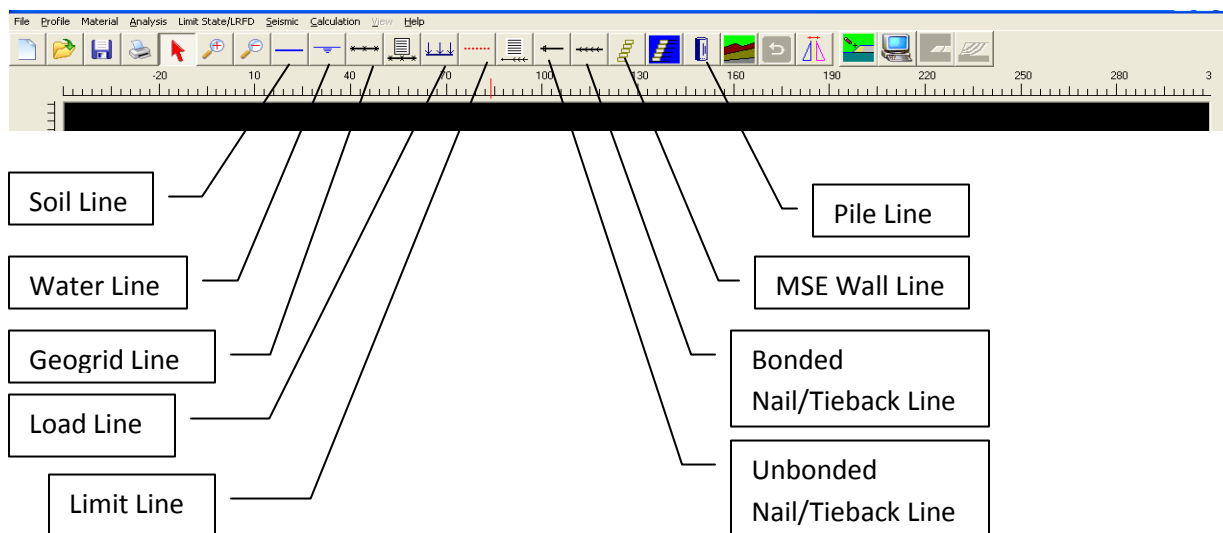 File Profile Material Analysis Limit State/LRFD Seismic Calculation View Help
-20 10 40 70 100 130 160 190 220 250 280 3
Soil Line
Pile Line
Water Line
MSE Wall Line
Geogrid Line
Bonded
Nail/Tieback Line
Load Line
Unbonded
Nail/Tieback Line
Limit Line